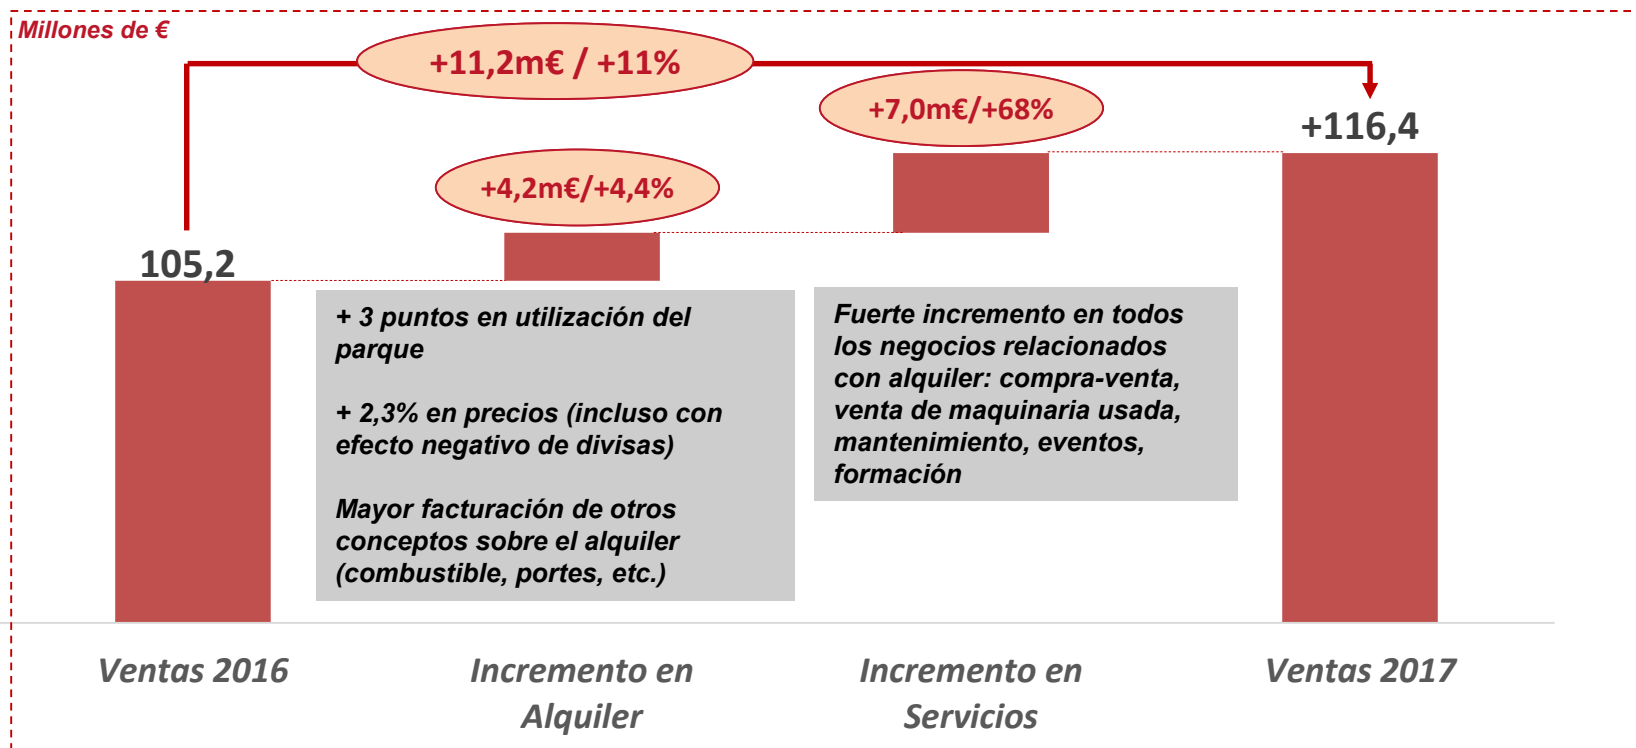 Millones de €
+11,2m€ / +11%
+7,0m€/+68%
+116,4
+4,2m€/+4,4%
105,2
+ 3 puntos en utilización del
parque
+ 2,3% en precios (incluso con
efecto negativo de divisas)
Mayor facturación de otros
conceptos sobre el alquiler
(combustible, portes, etc.)
Fuerte incremento en todos
los negocios relacionados
con alquiler: compra-venta,
venta de maquinaria usada,
mantenimiento, eventos,
formación
Ventas 2016
Incremento en
Alquiler
Incremento en
Servicios
Ventas 2017